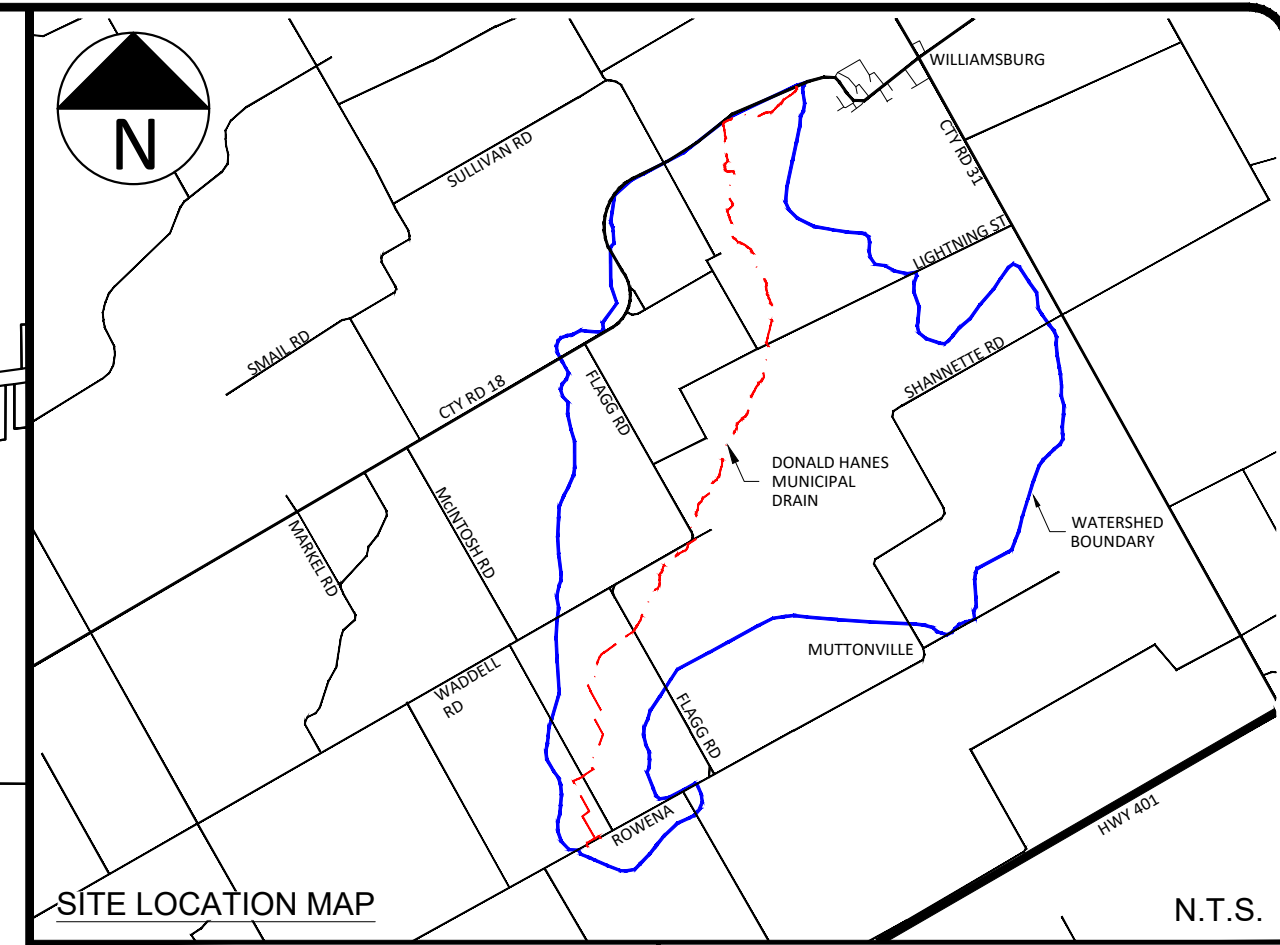 WILLIAMSBURG
N
SULLIVAN RD
CTY RD 31
LIGHTNING ST
SMAIL RD
SHANNETTE RD
CTY RD 18
FLAGG RD
DONALD HANES
MUNICIPAL
DRAIN
McINTOSH RD
MARKEL RD
WATERSHED
BOUNDARY
MUTTONVILLE
WADDELL
RD
FLAGG RD
ROWENA
HWY 401
SITE LOCATION MAP
N.T.S.